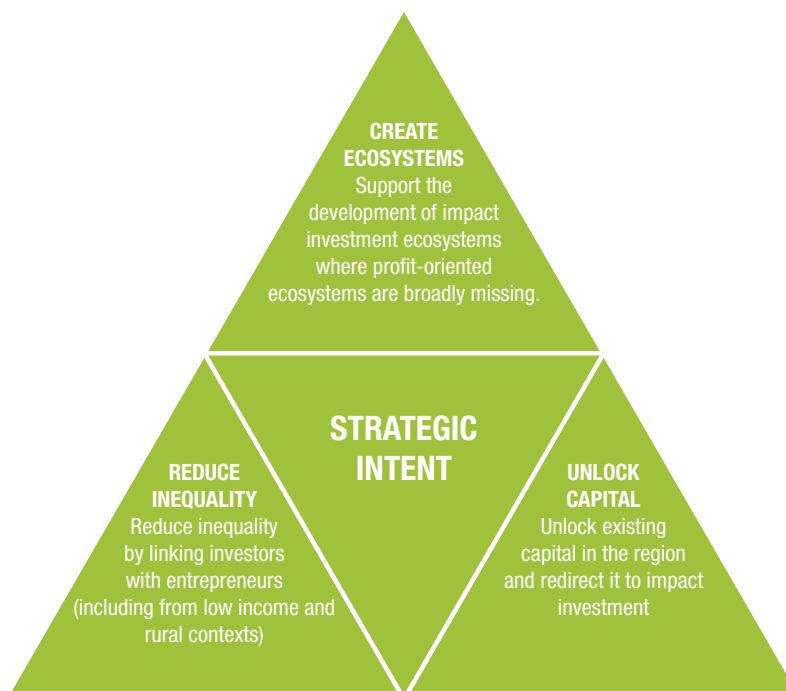 CREATE
ECOSYSTEMS
Support the
development of impact
investment ecosystems
where profit-oriented
ecosystems are broadly missing.
STRATEGIC
INTENT
REDUCE
INEQUALITY
Reduce inequality
by linking investors
with entrepreneurs
(including from low income and
rural contexts)
UNLOCK
CAPITAL
Unlock existing
capital in the region
and redirect it to impact
investment